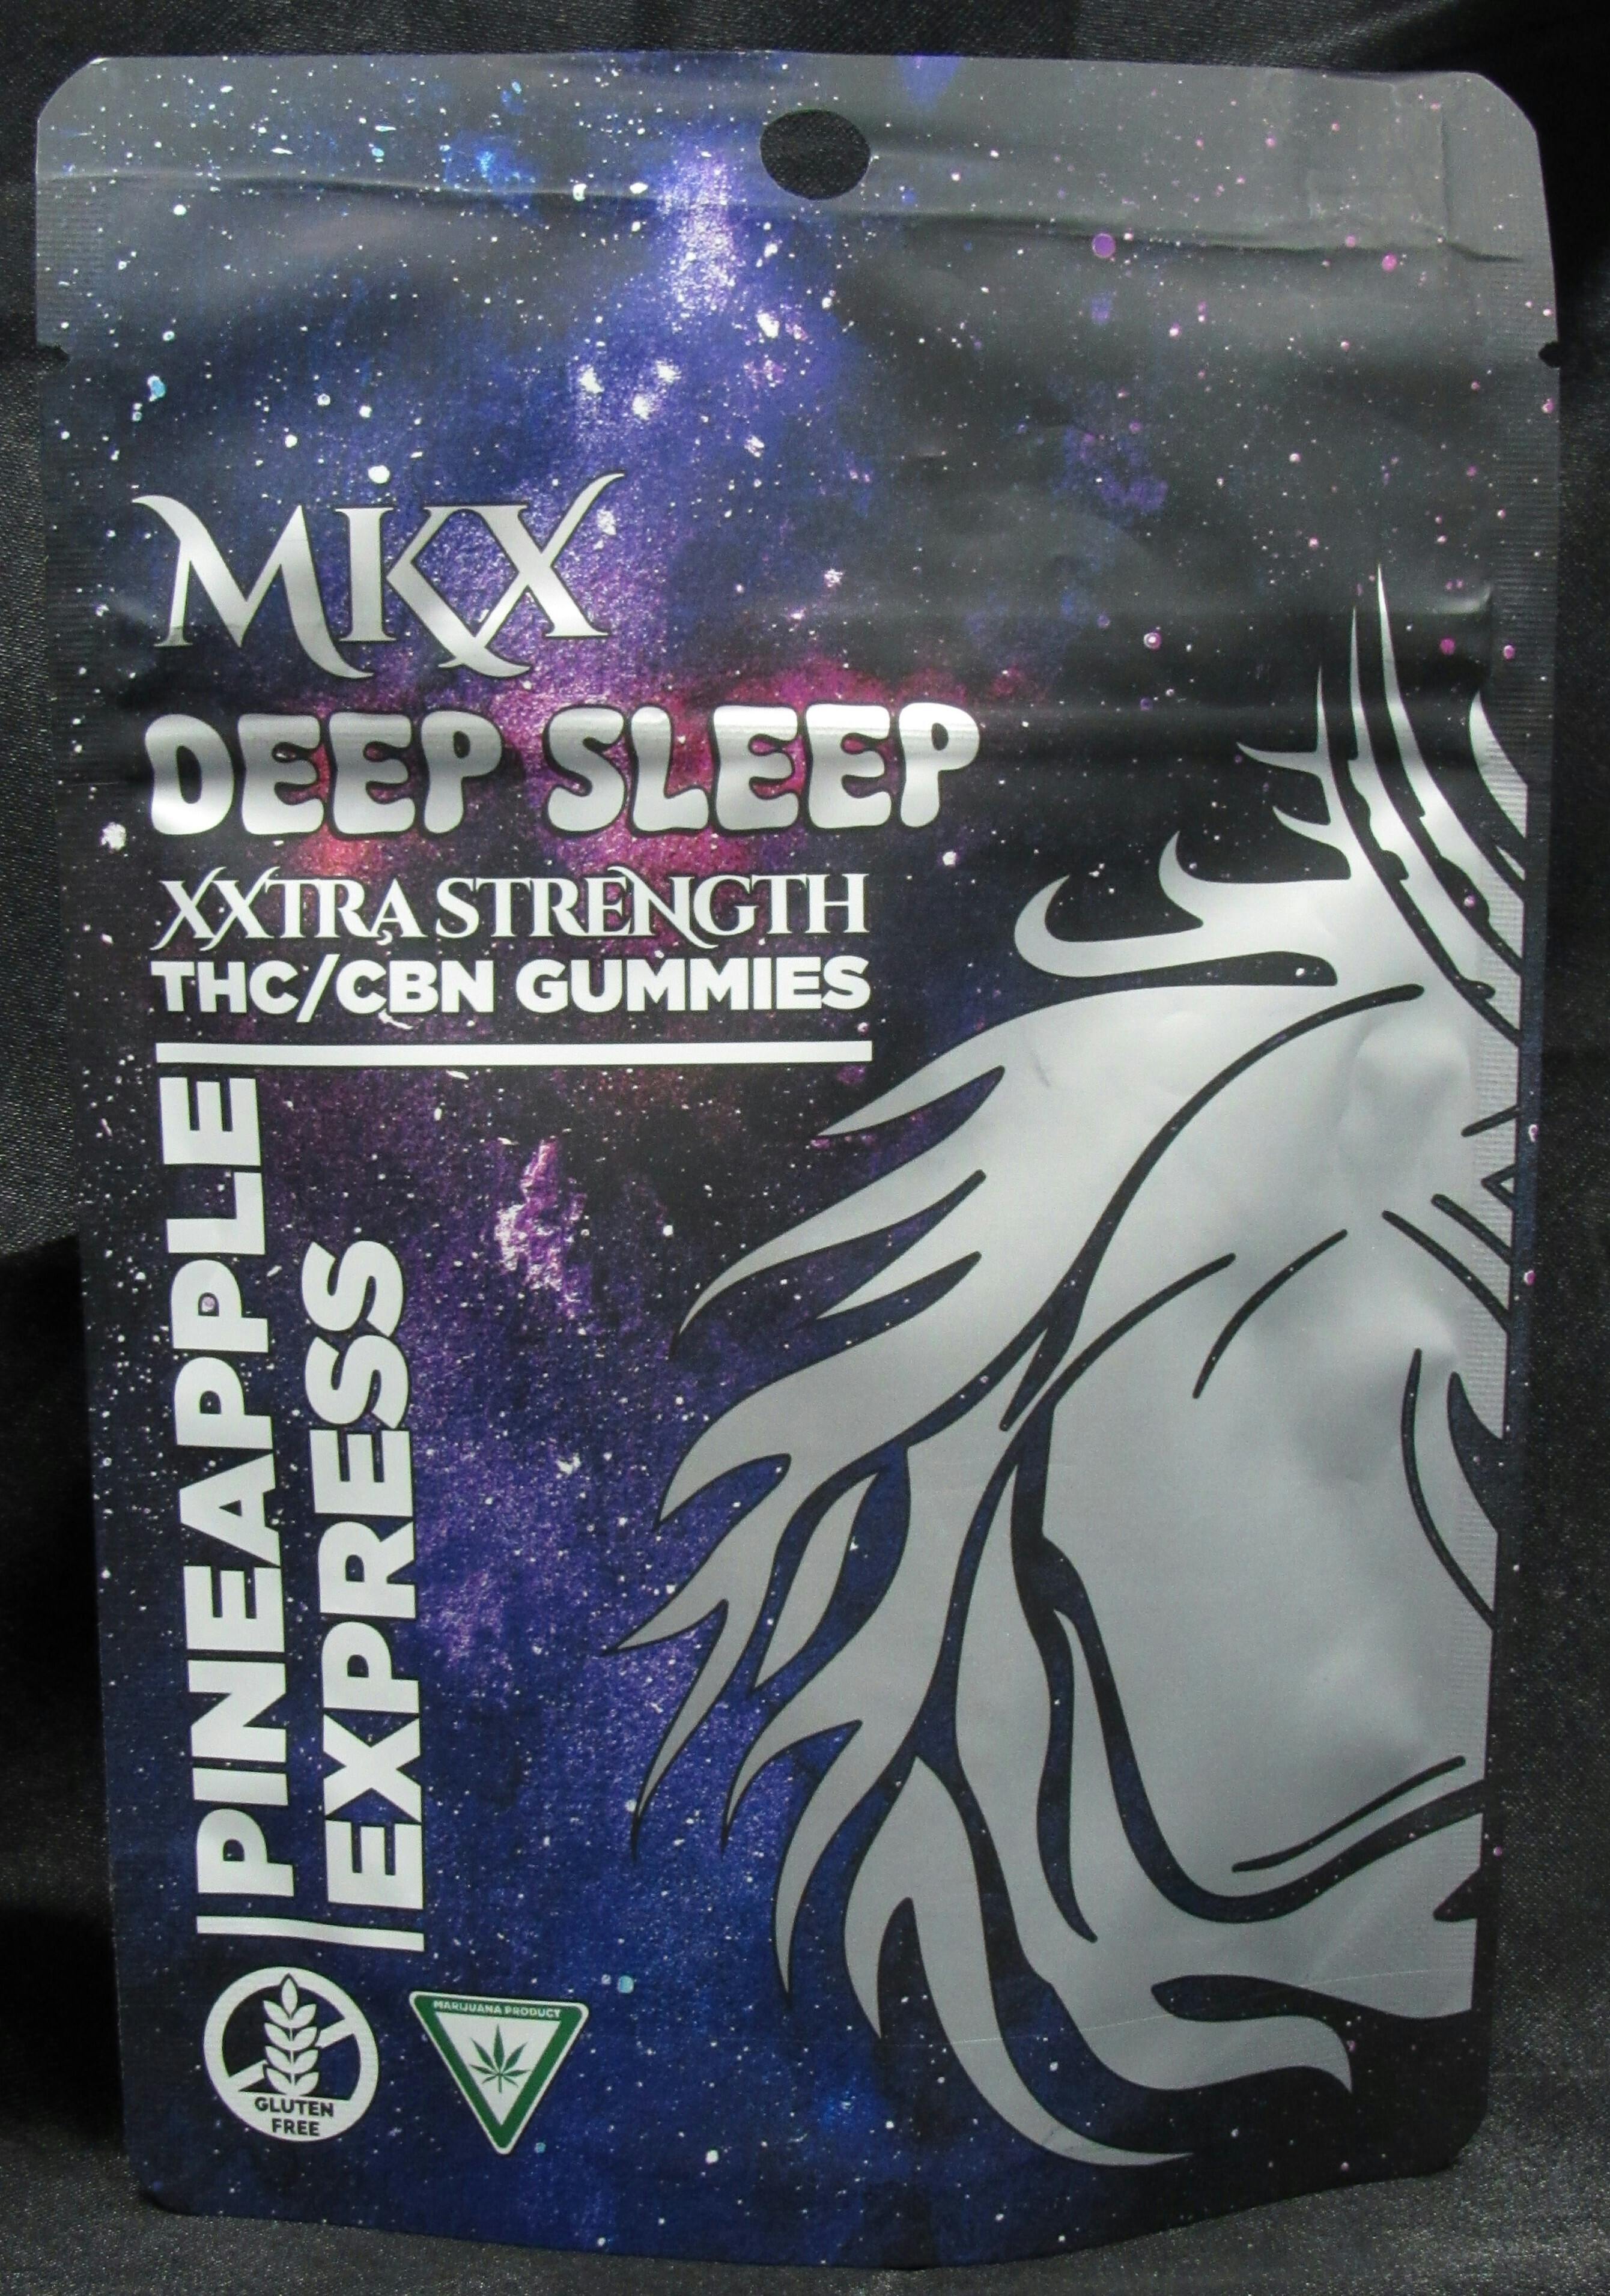 MKX
DEEP SLEEP
XXTRA STRENGTH
THC/CBN GUMMIES
PINEAPPLE
EXPRESS
GLUTEN
FREE
MARIJUANA PRODUCT